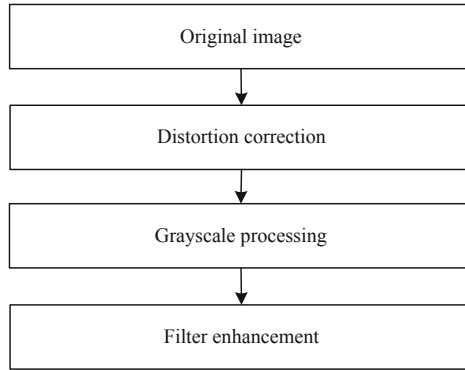 Original image
Distortion correction
Grayscale processing
Filter enhancement